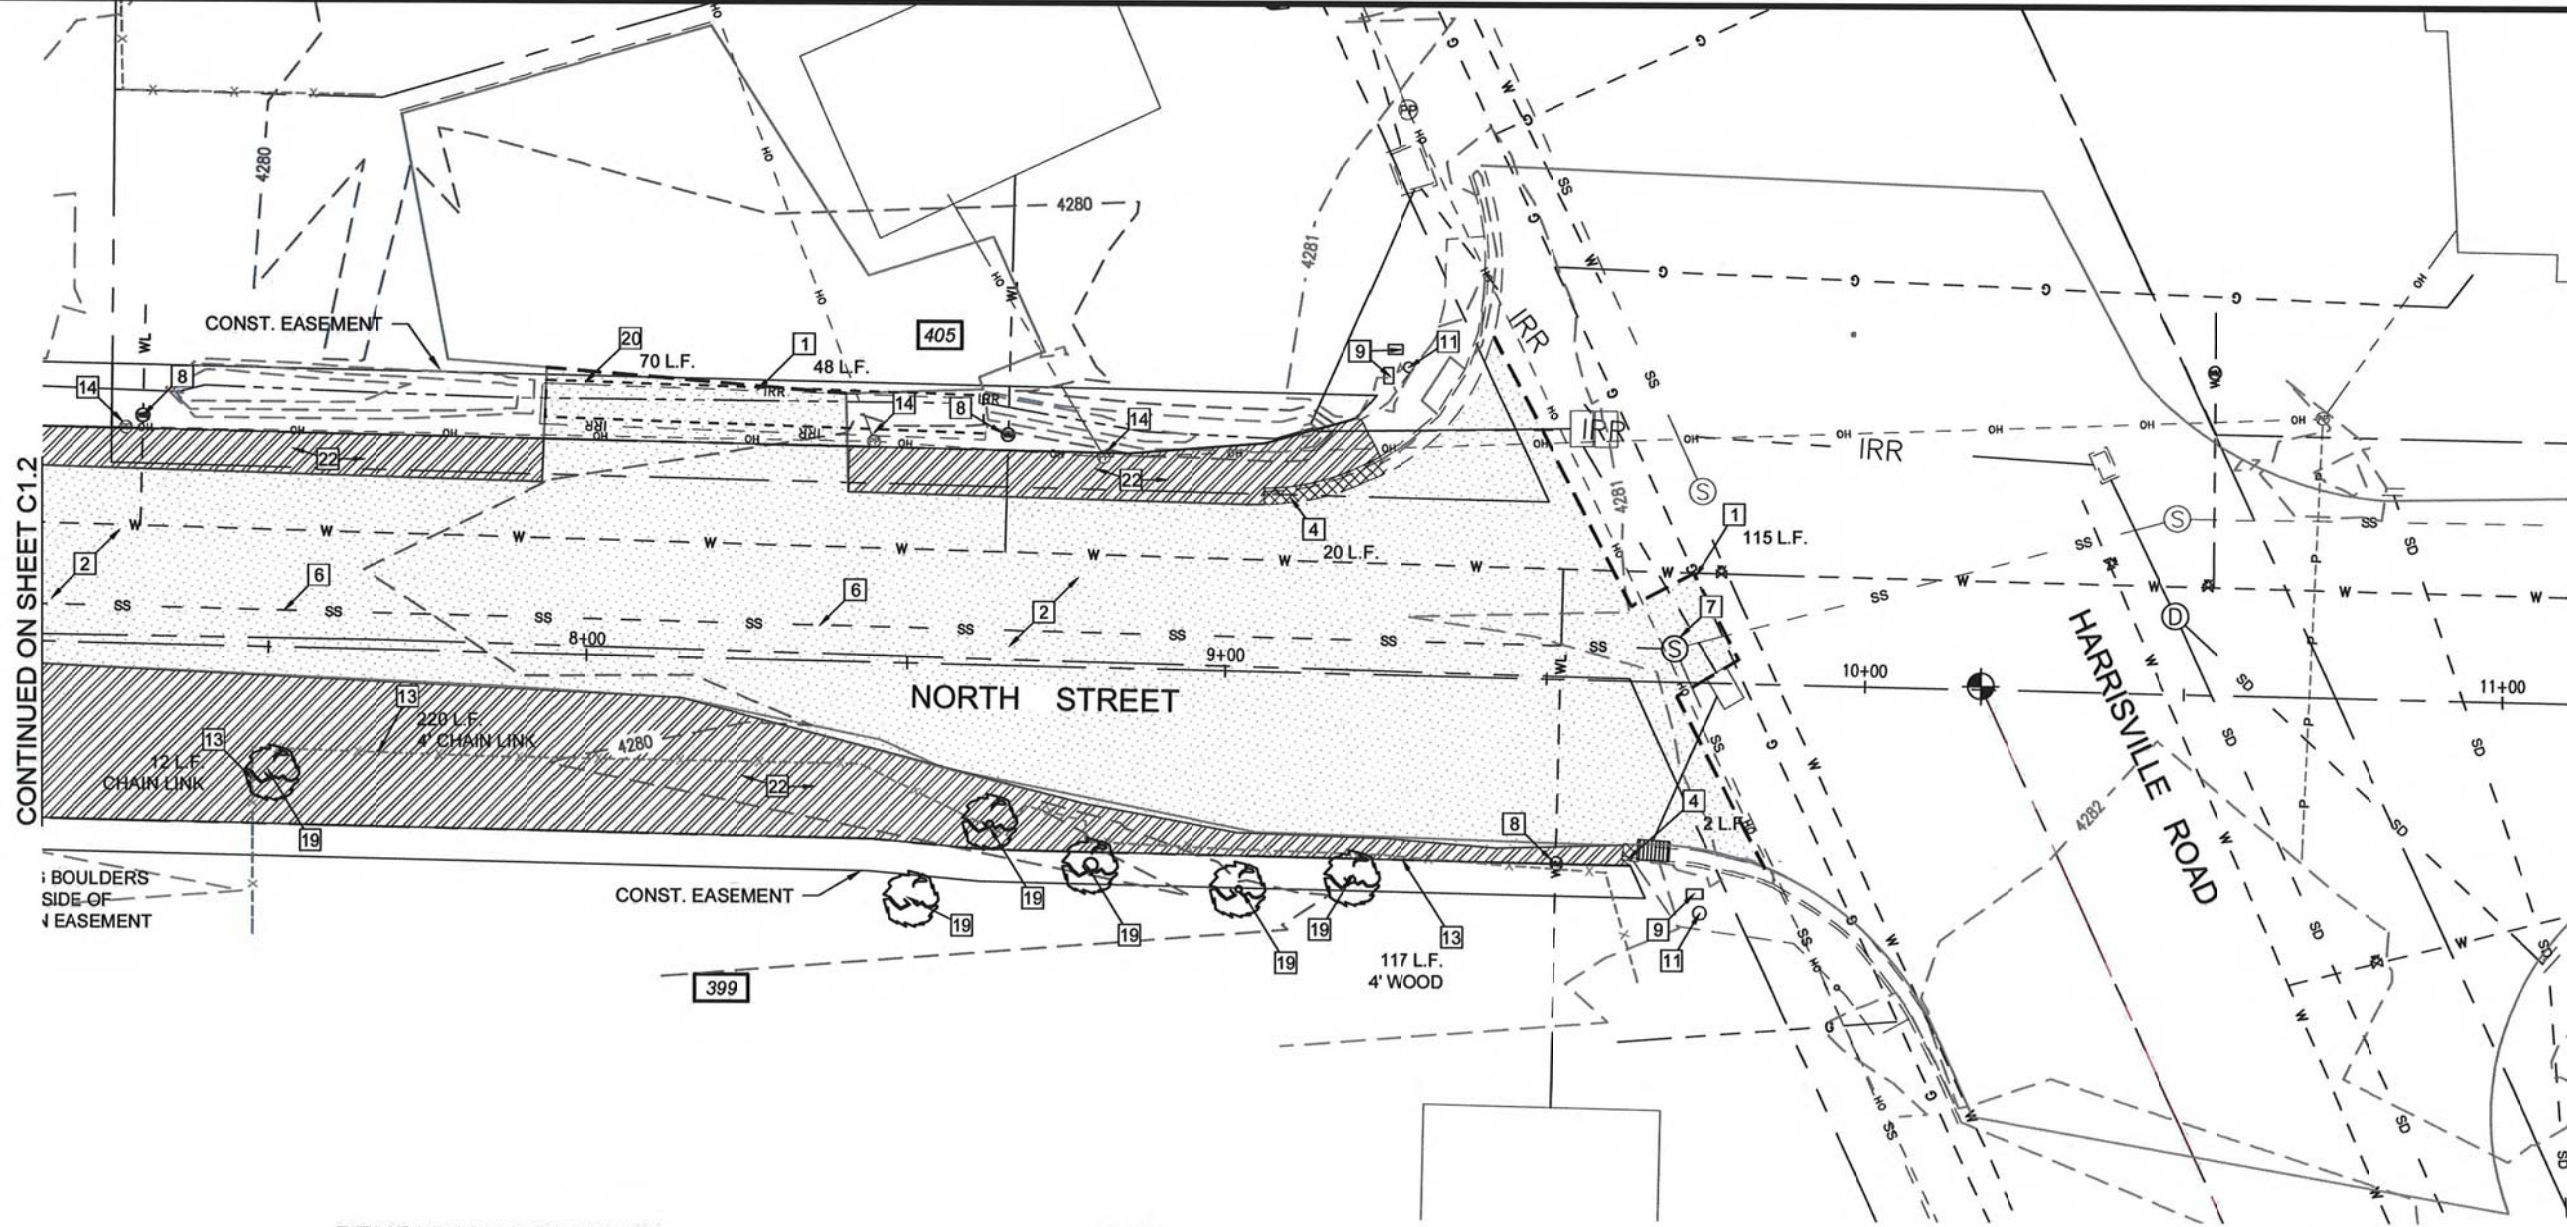 CONTINUED ON SHEET C1.2
CONST. EASEMENT
4280
4280
4281
20
70 L.F.
1
48 L.F.
405
9
11
14
8
14
8
14
22
22
4
20 L.F.
IRR
IRR
IRR
4281
1
115 L.F.
2
6
6
2
7
8+00
9+00
10+00
11+00
NORTH STREET
HARRISVILLE ROAD
13
220 L.F.
4' CHAIN LINK
13
12 L.F.
CHAIN LINK
4280
22
19
4
2 L.F.
8
4282
BOULDERS
SIDE OF
N EASEMENT
CONST. EASEMENT
19
19
19
19
19
13
117 L.F.
4' WOOD
9
11
399